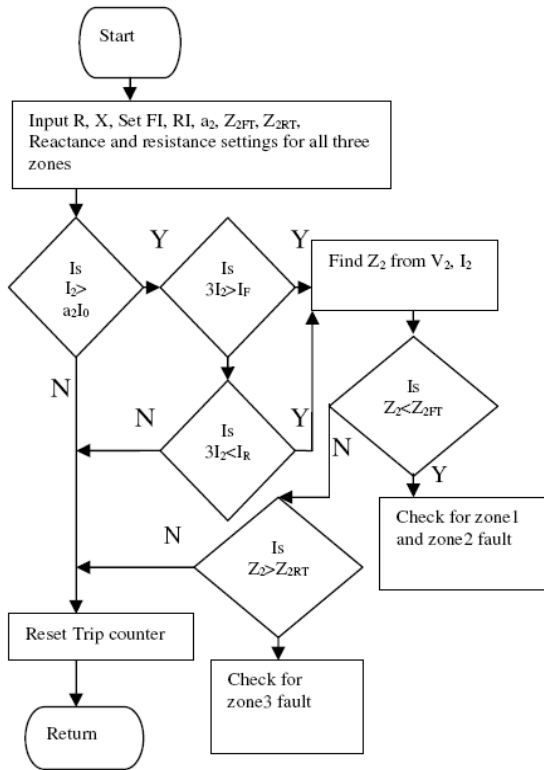 Start
Input R, X, Set FI, RI, a₂, Z₂FT, Z₂RT,
Reactance and resistance settings for all three
zones
Y
Y
Is
I₂>
a₂I₀
Is
3I₂>I_F
Find Z₂ from V₂, I₂
N
N
Is
3I₂<I_R
Y
Is
Z₂<Z₂FT
N
Y
N
Is
Z₂>Z₂RT
Check for zone1
and zone2 fault
Reset Trip counter
Check for
zone3 fault
Return